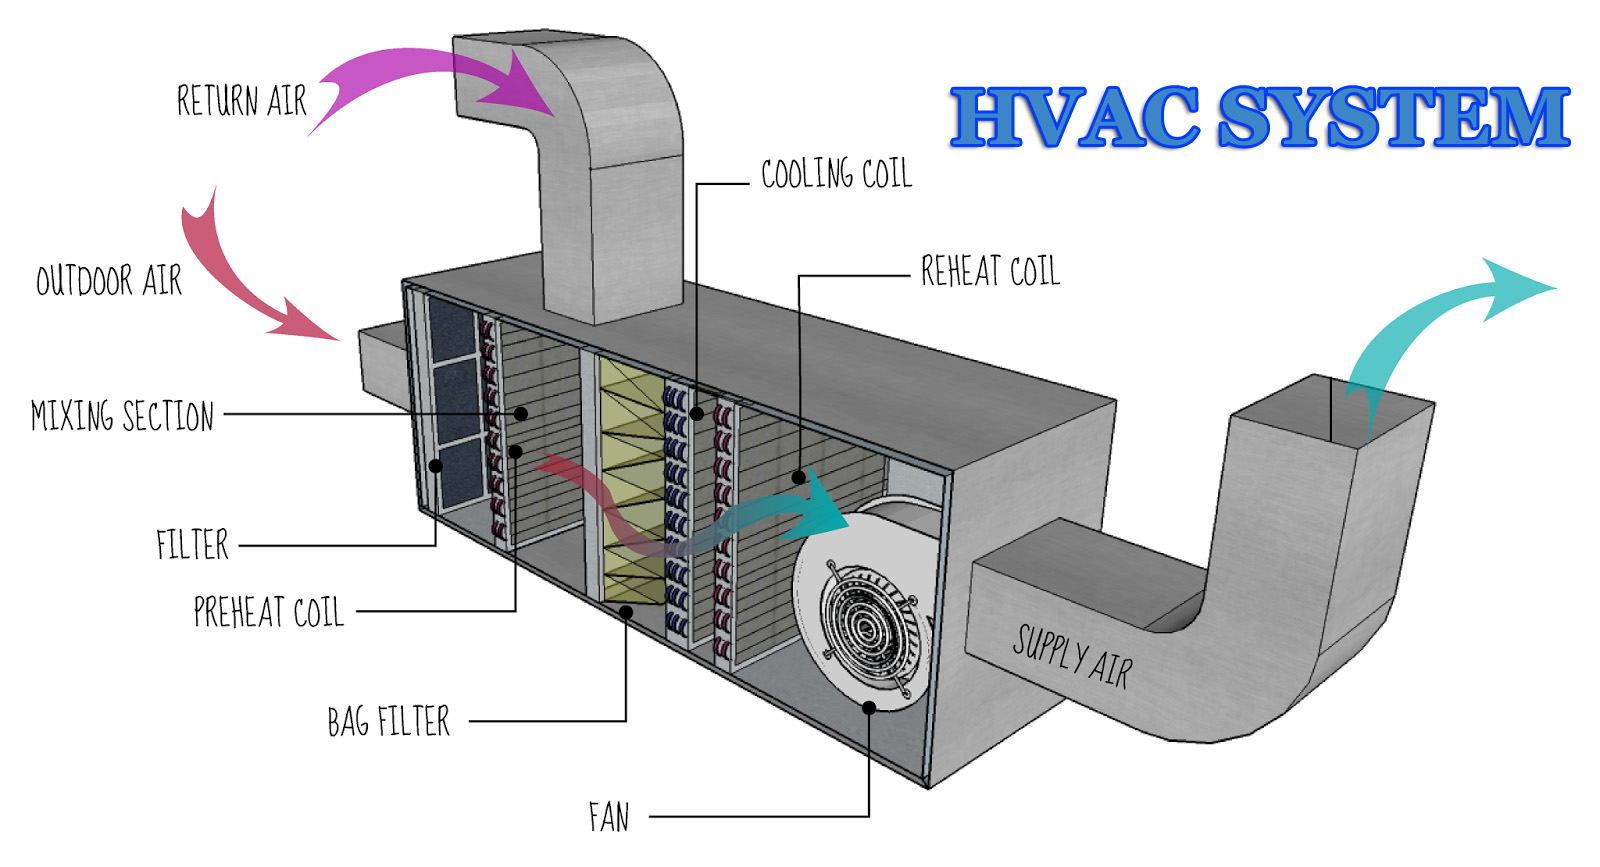 HVAC SYSTEM
RETURN AIR
COOLING COIL
REHEAT COIL
OUTDOOR AIR
MIXING SECTION
FILTER
PREHEAT COIL
SUPPLY AIR
BAG FILTER
FAN